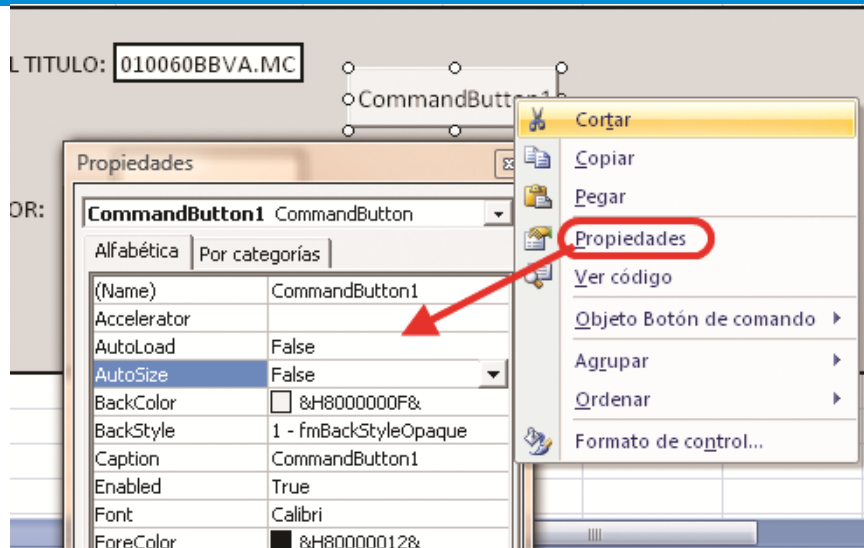 L TITULO: 010060BBVA.MC
CommandButton1
Cortar
Copiar
Pegar
Propiedades
Ver código
Objeto Botón de comando
Agrupar
Ordenar
Formato de control...
OR:
Propiedades
CommandButton1 CommandButton
Alfabética Por categorías
(Name) CommandButton1
Accelerator
AutoLoad False
AutoSize False
BackColor &H8000000F&
BackStyle 1 - fmBackStyleOpaque
Caption CommandButton1
Enabled True
Font Calibri
ForeColor &H80000012&